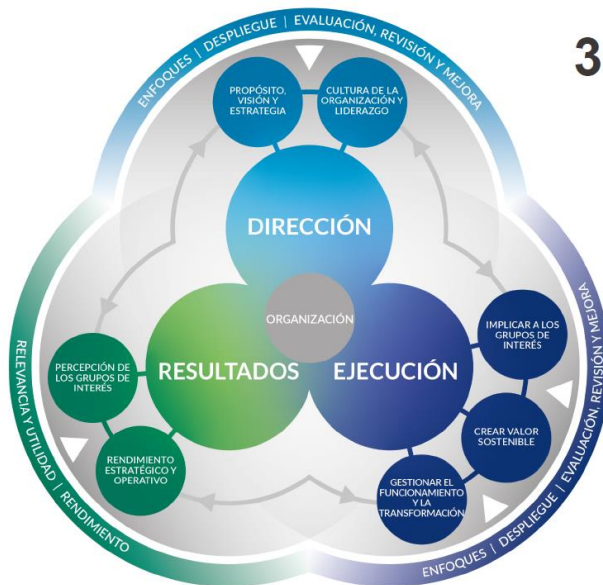 3
ENFOQUES | DESPLIEGUE | EVALUACIÓN, REVISIÓN Y MEJORA
PROPÓSITO,
VISIÓN Y
ESTRATEGIA
CULTURA DE LA
ORGANIZACIÓN Y
LIDERAZGO
DIRECCIÓN
ORGANIZACIÓN
RESULTADOS
EJECUCIÓN
PERCEPCIÓN DE
LOS GRUPOS DE
INTERÉS
RENDIMIENTO
ESTRATÉGICO Y
OPERATIVO
IMPLICAR A LOS
GRUPOS DE
INTERÉS
CREAR VALOR
SOSTENIBLE
GESTIONAR EL
FUNCIONAMIENTO
Y LA
TRANSFORMACIÓN
RELEVANCIA Y UTILIDAD | RENDIMIENTO
ENFOQUES | DESPLIEGUE | EVALUACIÓN, REVISIÓN Y MEJORA